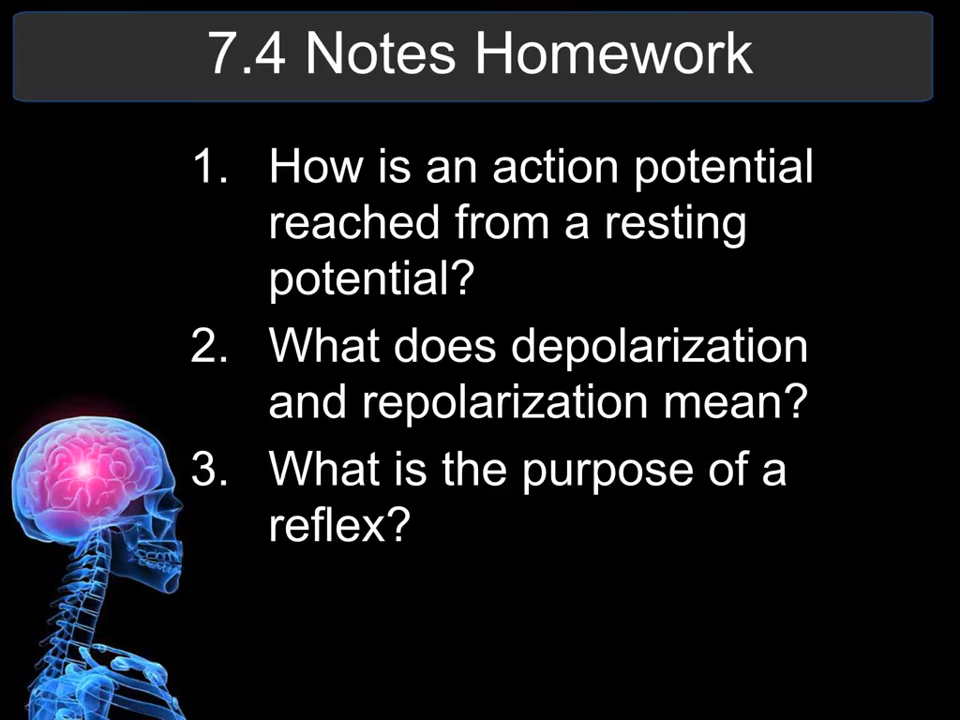 7.4 Notes Homework
1. How is an action potential
reached from a resting
potential?
2. What does depolarization
and repolarization mean?
3. What is the purpose of a
reflex?